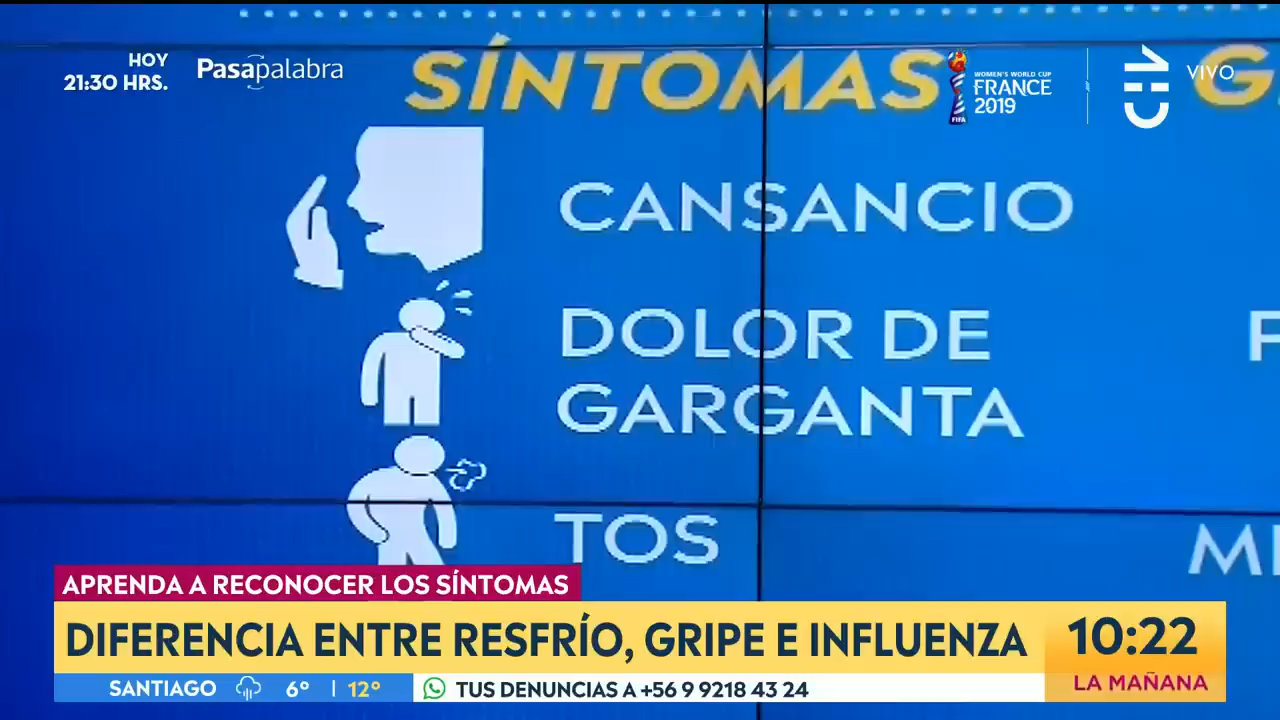 HOY
21:30 HRS.
Pasapalabra
SÍNTOMAS
WOMEN'S WORLD CUP
FRANCE
2019
FIFA
CHV
VIVO
CANSANCIO
DOLOR DE
GARGANTA
TOS
APRENDA A RECONOCER LOS SÍNTOMAS
DIFERENCIA ENTRE RESFRÍO, GRIPE E INFLUENZA
10:22
LA MAÑANA
SANTIAGO 6° | 12°
TUS DENUNCIAS A +56 9 9218 43 24